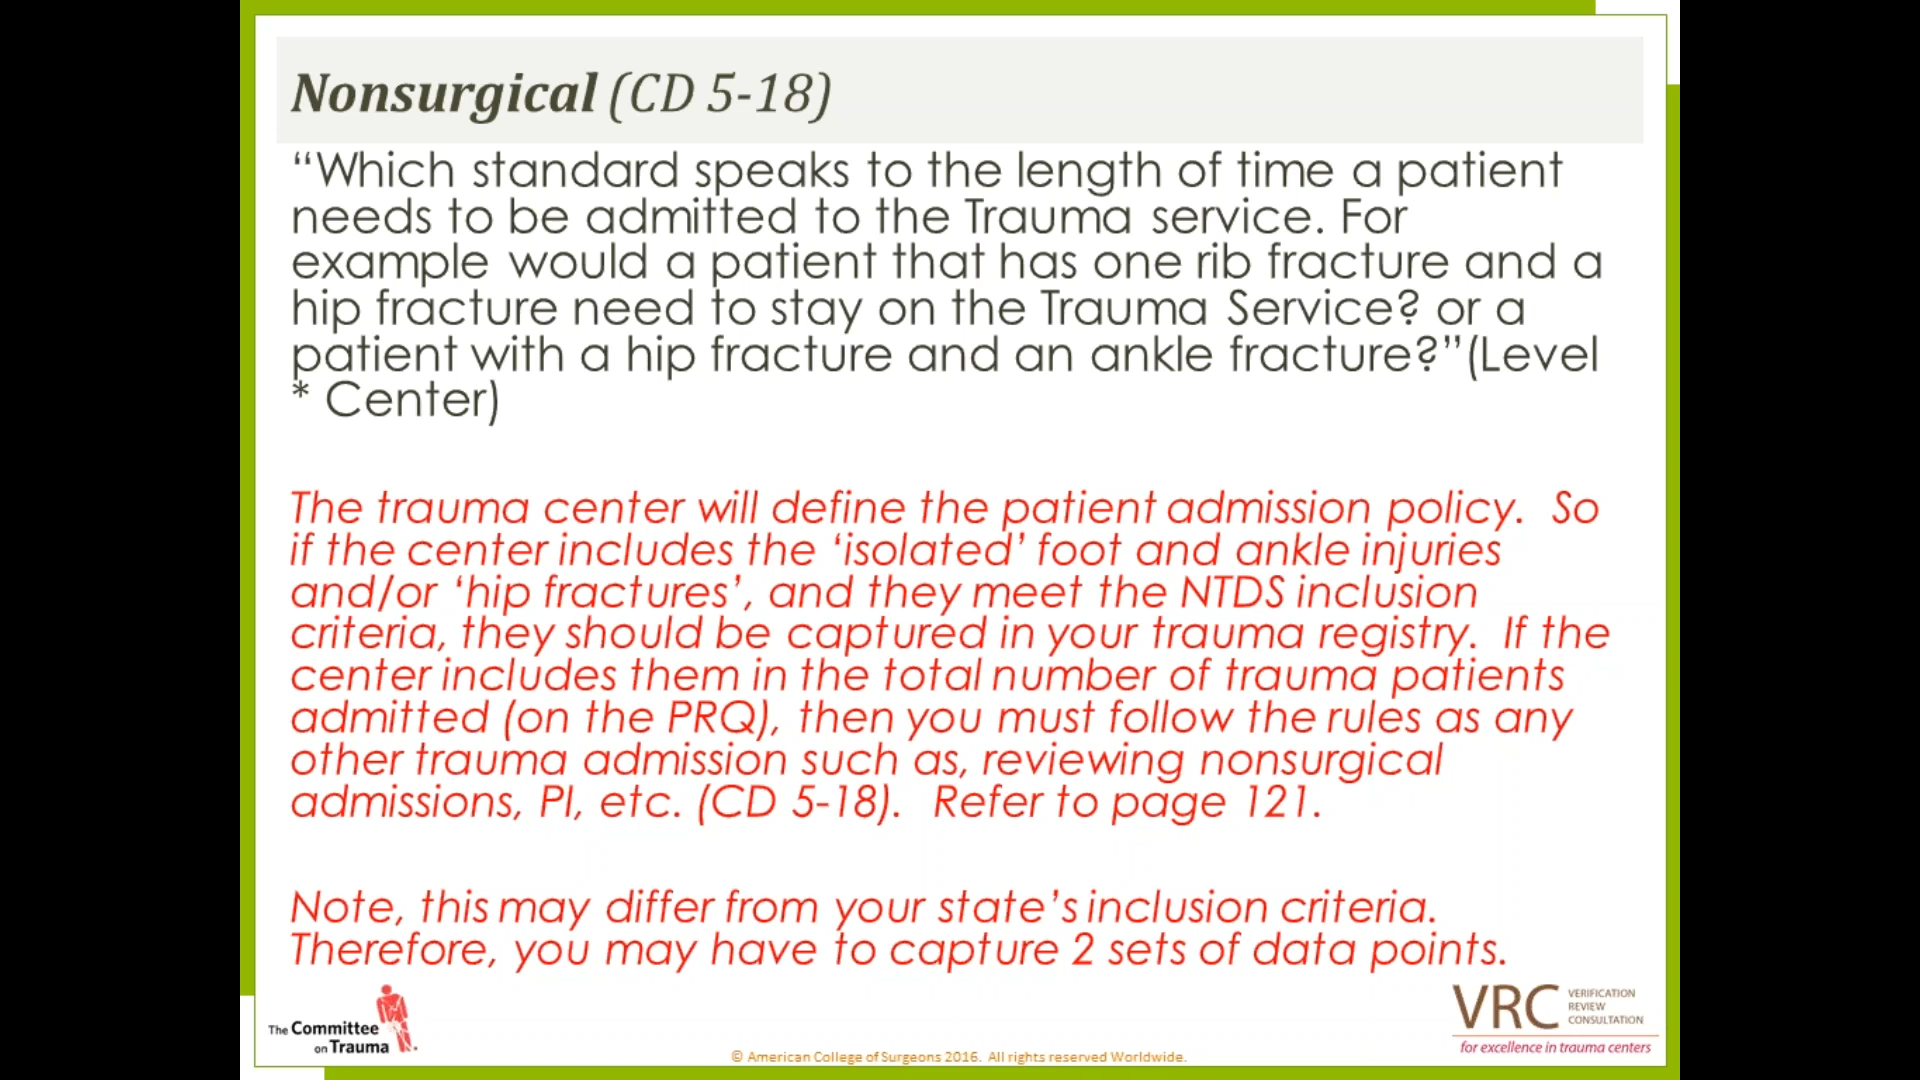 Nonsurgical (CD 5-18)
“Which standard speaks to the length of time a patient
needs to be admitted to the Trauma service. For
example would a patient that has one rib fracture and a
hip fracture need to stay on the Trauma Service? or a
patient with a hip fracture and an ankle fracture?”(Level
* Center)
The trauma center will define the patient admission policy.  So
if the center includes the ‘isolated’ foot and ankle injuries
and/or ‘hip fractures’, and they meet the NTDS inclusion
criteria, they should be captured in your trauma registry.  If the
center includes them in the total number of trauma patients
admitted (on the PRQ), then you must follow the rules as any
other trauma admission such as, reviewing nonsurgical
admissions, PI, etc. (CD 5-18).  Refer to page 121.
Note, this may differ from your state’s inclusion criteria.
Therefore, you may have to capture 2 sets of data points.
The Committee
on Trauma
© American College of Surgeons 2016.  All rights reserved Worldwide.
VRC
VERIFICATION
REVIEW
CONSULTATION
for excellence in trauma centers